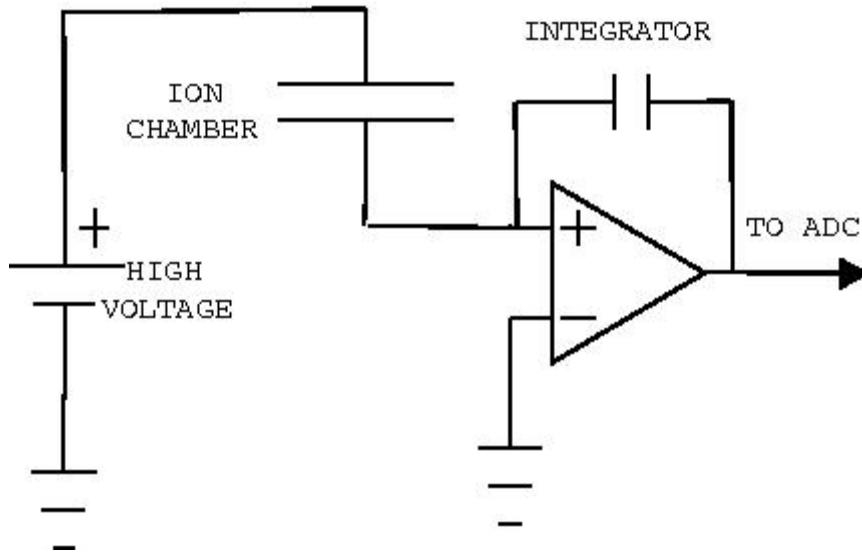 INTEGRATOR
ION
CHAMBER
+
+
TO ADC
HIGH
VOLTAGE
−